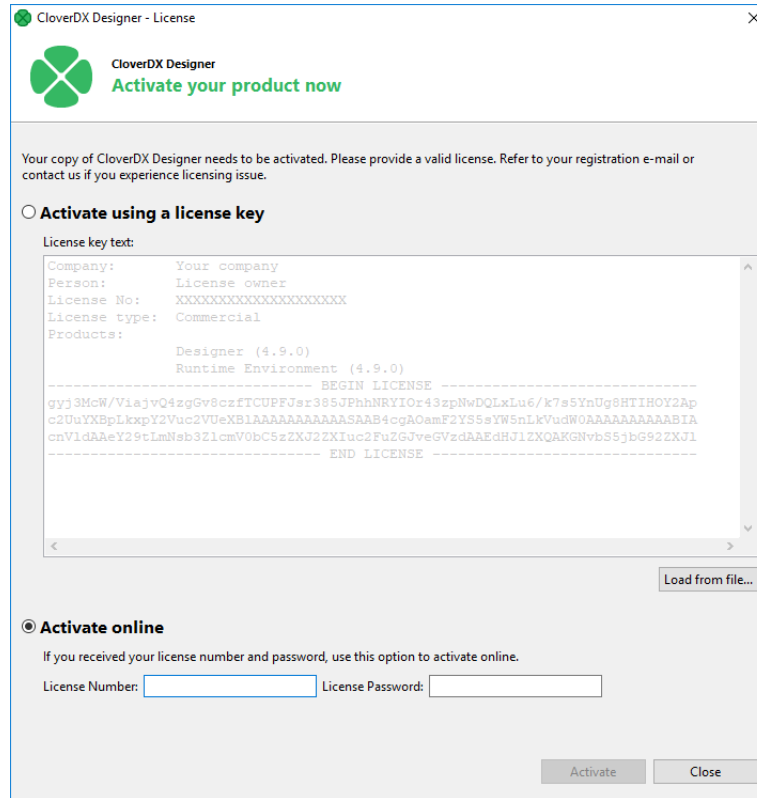 CloverDX Designer - License
CloverDX Designer
Activate your product now
Your copy of CloverDX Designer needs to be activated. Please provide a valid license. Refer to your registration e-mail or
contact us if you experience licensing issue.
Activate using a license key
License key text:
Company: Your company
Person: License owner
License No: XXXXXXXXXXXXXXXXXXXX
License type: Commercial
Products:
Designer (4.9.0)
Runtime Environment (4.9.0)
------------------------------- BEGIN LICENSE ------------------------------
gyj3McW/ViajvQ4zgGv8czfTCUPFJsr385JPhhNRYIOr43zpNwDQLxLu6/k7s5YnUg8HTIHOY2Ap
c2UuYXBpLkxpY2Vuc2VUeXBlAAAAAAAAAAASAAB4cgAOamF2YS5sYW5nLkVudW0AAAAAAAAAABIA
cnVldAAeY29tLmNsb3ZlcmV0bC5zZXJ2ZXIuc2FuZGJveGVzdAAEdHJ1ZXQAKGNvbS5jbG92ZXJl
-------------------------------- END LICENSE -------------------------------
Load from file...
Activate online
If you received your license number and password, use this option to activate online.
License Number: License Password:
Activate Close